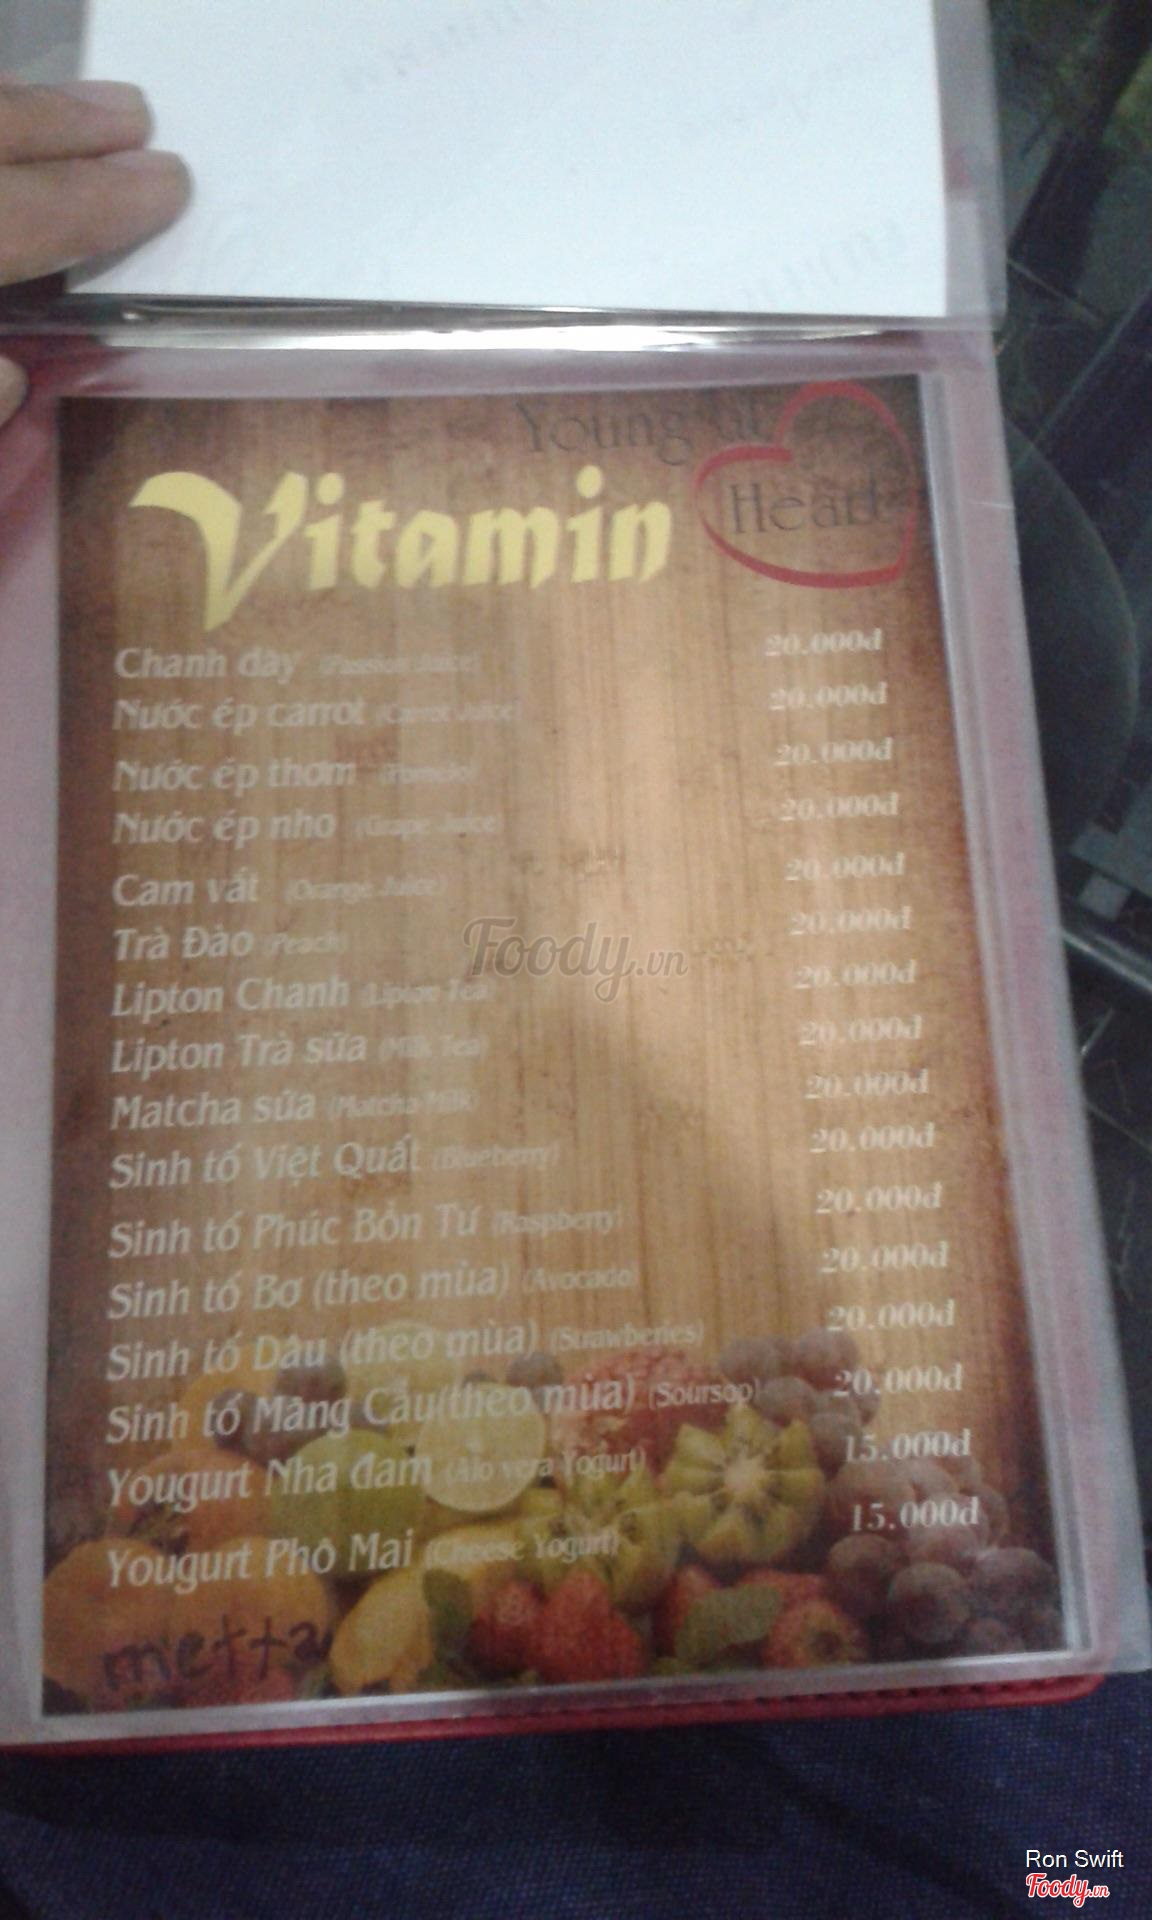 Young at
Heart
Vitamin
Chanh dây (Passion Juice) 20.000đ
Nước ép carrot (Carrot Juice) 20.000đ
Nước ép thơm (Pomelo) 20.000đ
Nước ép nho (Grape Juice) 20.000đ
Cam vắt (Orange Juice) 20.000đ
Trà Đào (Peach) 20.000đ
Lipton Chanh (Lipton Tea) 20.000đ
Lipton Trà sữa (Milk Tea) 20.000đ
Matcha sữa (Matcha Milk) 20.000đ
Sinh tố Việt Quất (Blueberry) 20.000đ
Sinh tố Phúc Bồn Tử (Raspberry) 20.000đ
Sinh tố Bơ (theo mùa) (Avocado) 20.000đ
Sinh tố Dâu (theo mùa) (Strawberies) 20.000đ
Sinh tố Mãng Cầu(theo mùa) (Soursop) 20.000đ
Yougurt Nha đam (Alo vera Yogurt) 15.000đ
Yougurt Phô Mai (Cheese Yogurt) 15.000đ
metta
Foody.vn
Ron Swift
Foody.vn